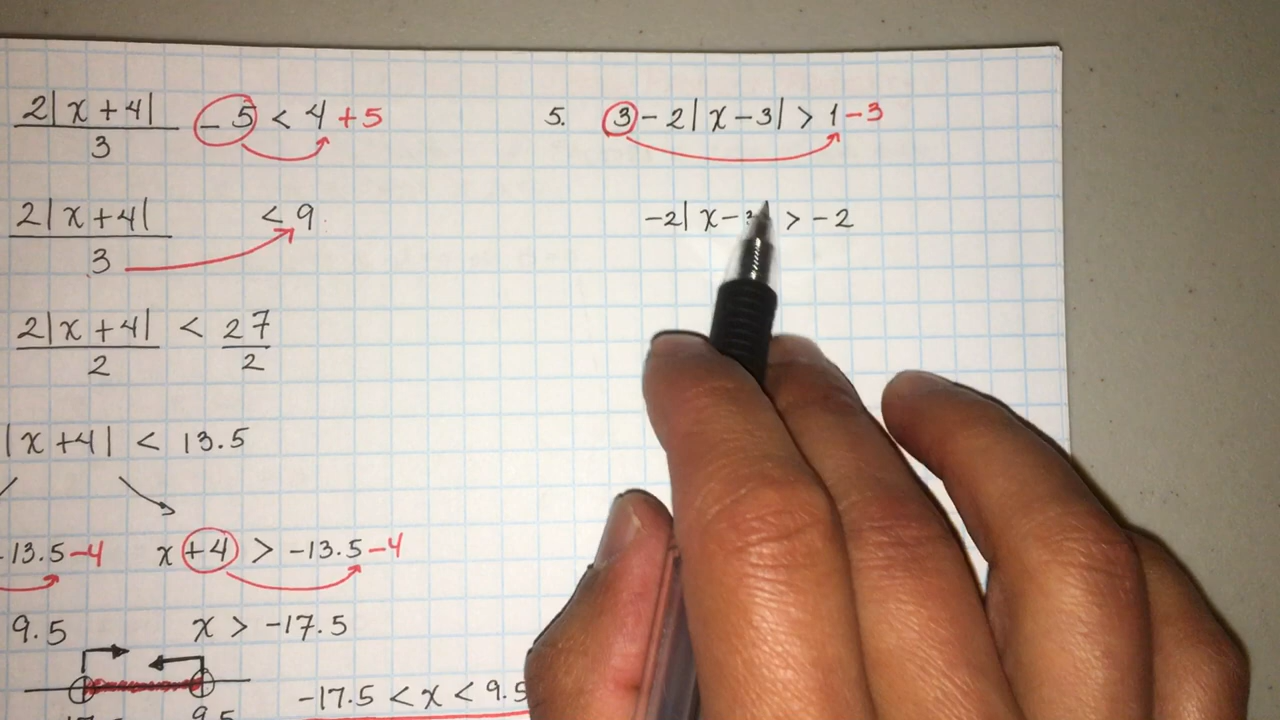 2|x+4|/3 -5 < 4 +5
2|x+4|/3 < 9
2|x+4|/2 < 27/2
|x+4| < 13.5
-13.5-4 x+4 > -13.5-4
9.5 x > -17.5
9.5 -17.5 < x < 9.5
5. 3-2|x-3| > 1-3
-2|x- > -2